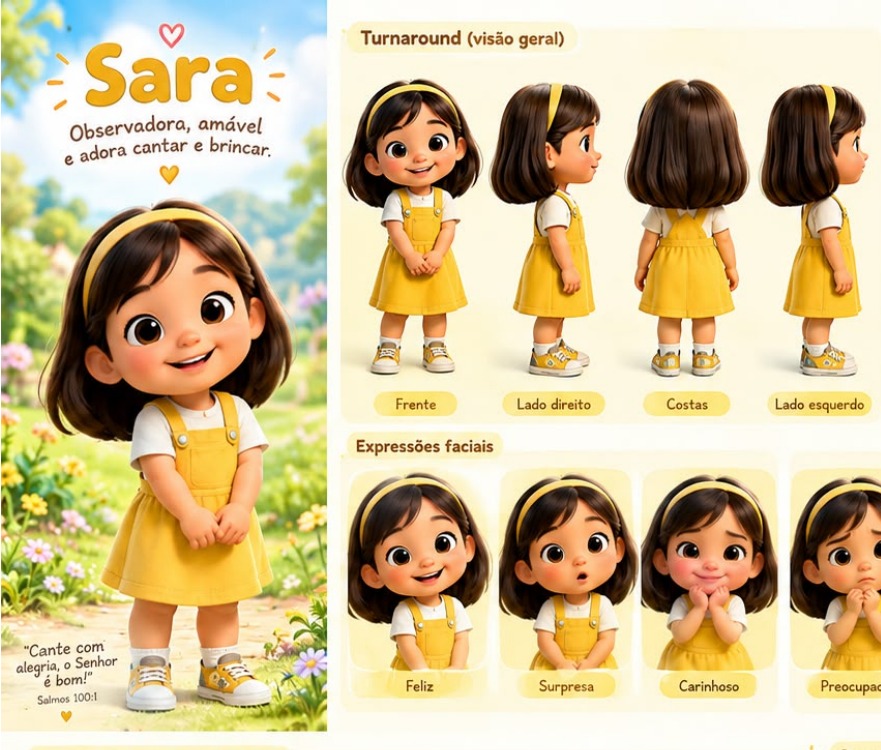 Sara
Observadora, amável
e adora cantar e brincar.
"Cante com
alegria, o Senhor
é bom!"
Salmos 100:1
Turnaround (visão geral)
Frente
Lado direito
Costas
Lado esquerdo
Expressões faciais
Feliz
Surpresa
Carinhoso
Preocupac